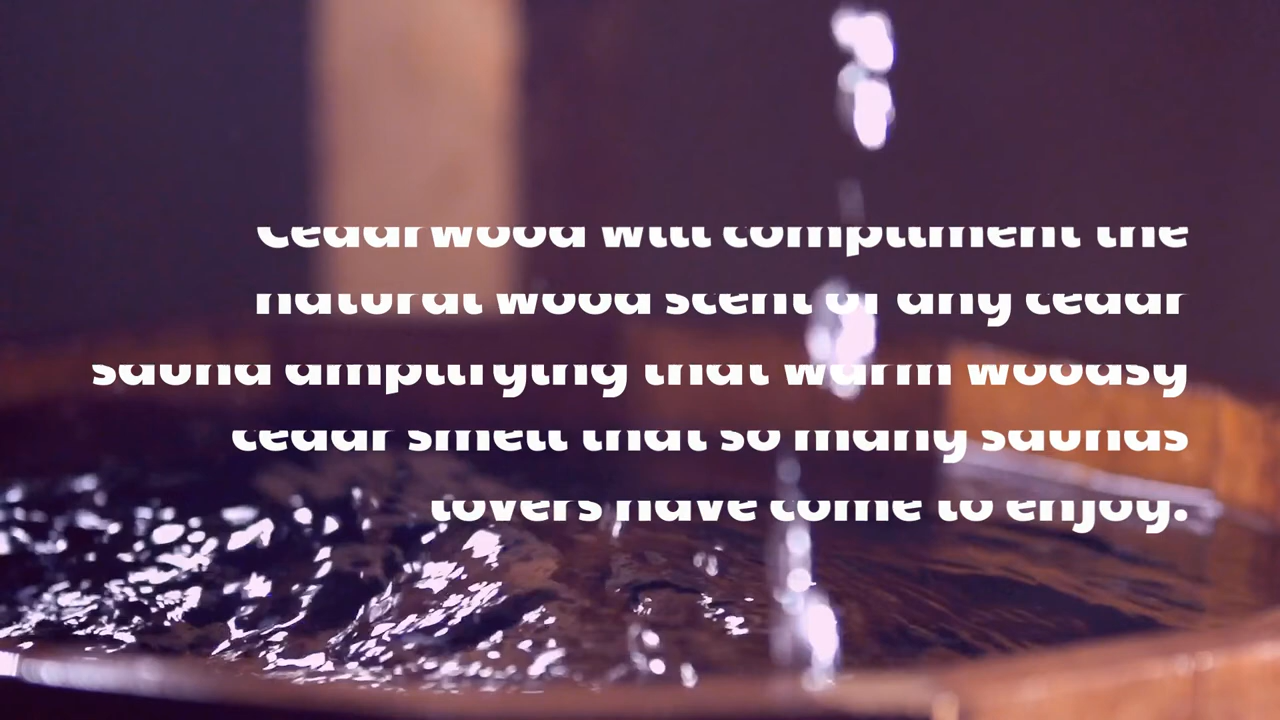 Cedarwood will compliment the
natural wood scent of any cedar
sauna amplifying that warm woodsy
cedar smell that so many saunas
lovers have come to enjoy.